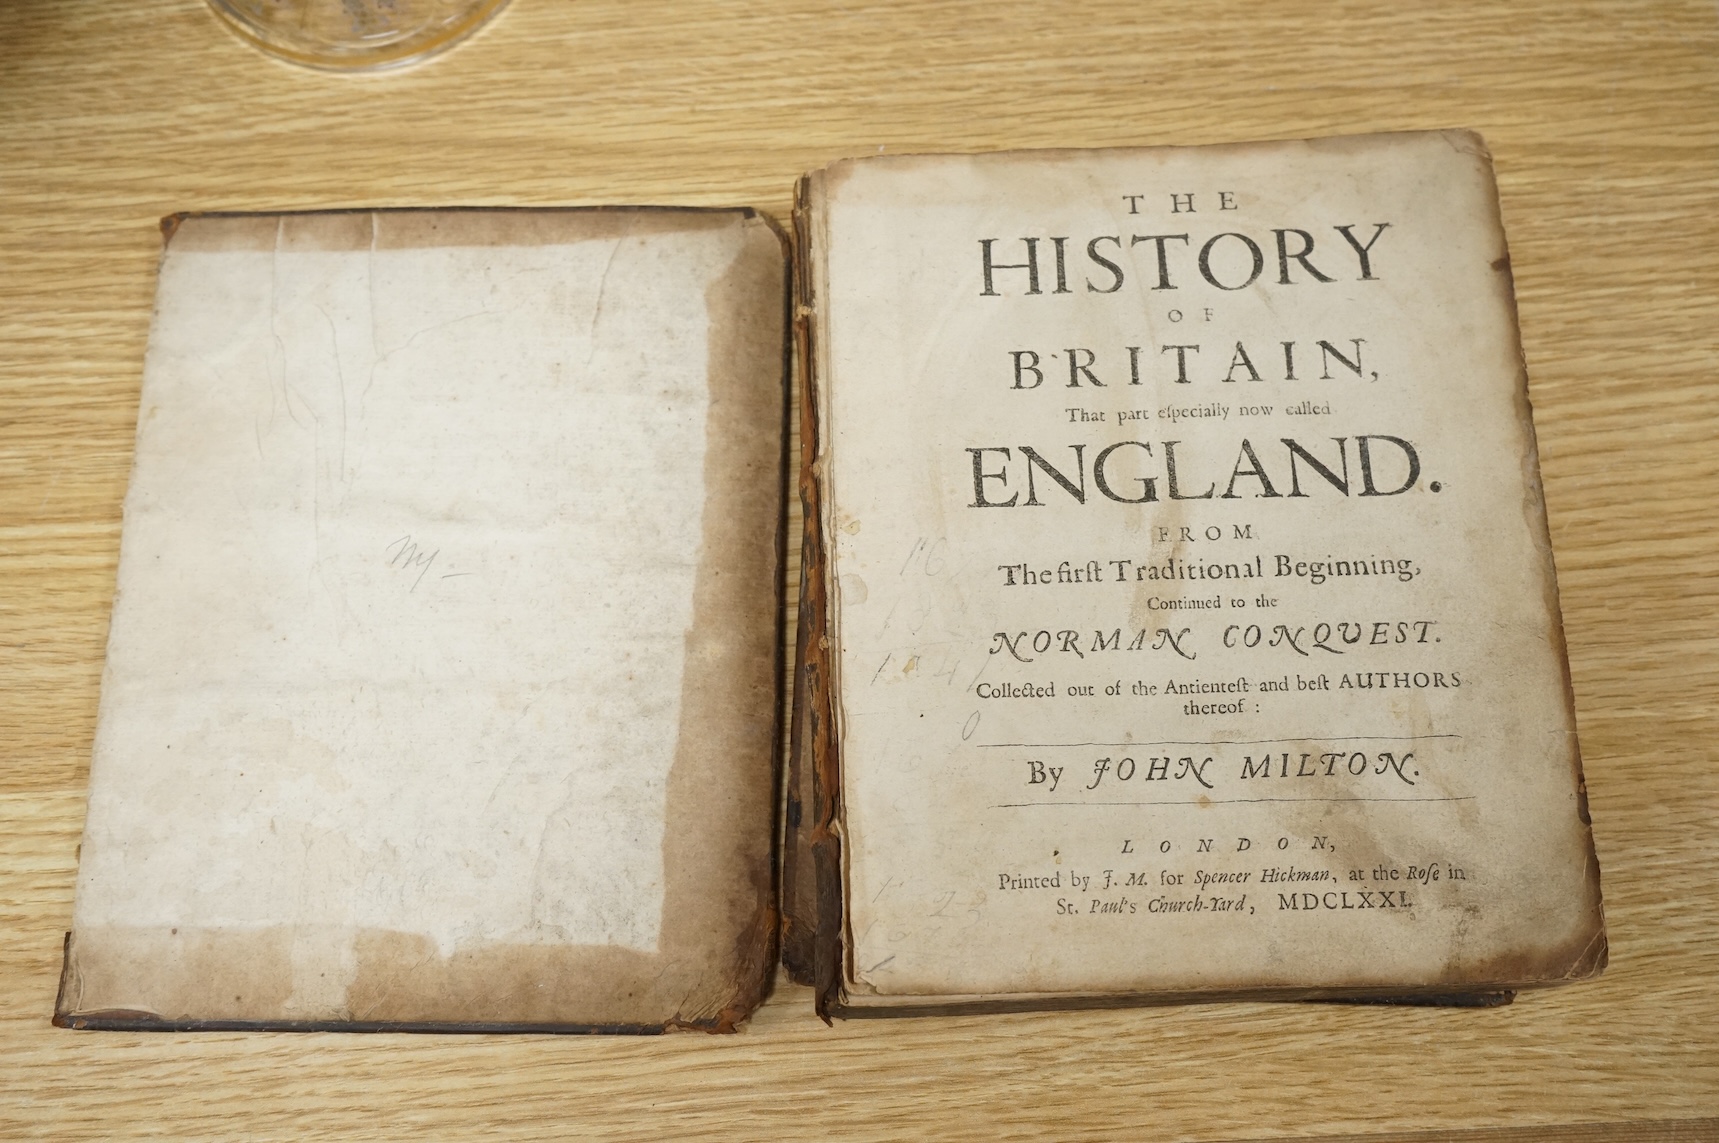 THE
HISTORY
OF
BRITAIN,
That part eſpecially now called
ENGLAND.
FROM
The firſt Traditional Beginning,
Continued to the
NORMAN CONQUEST.
Collected out of the Antienteſt and beſt AUTHORS
thereof :
By JOHN MILTON.
LONDON,
Printed by J. M. for Spencer Hickman, at the Roſe in
St. Paul's Church-Yard, MDCLXXI.